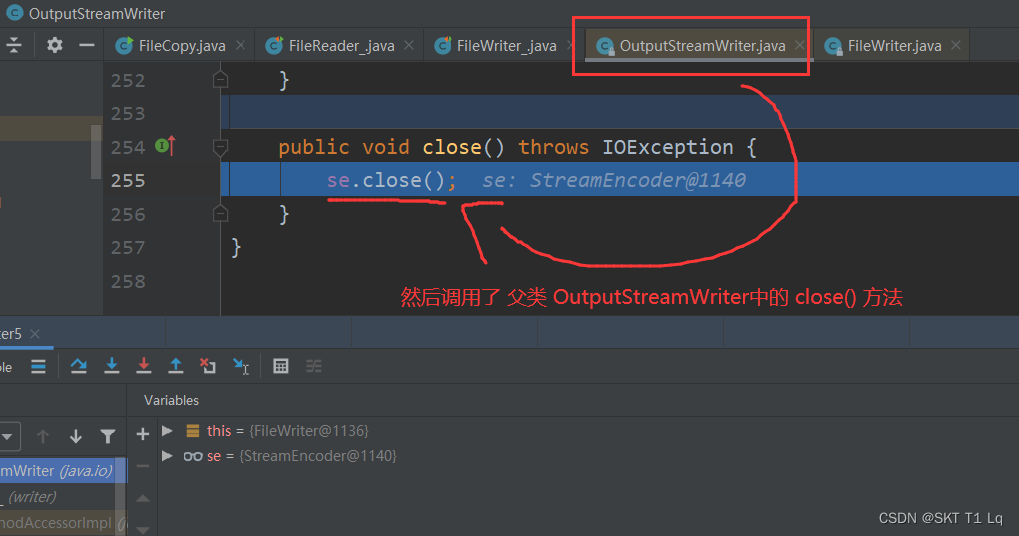 OutputStreamWriter
FileCopy.java
FileReader_.java
FileWriter_.java
OutputStreamWriter.java
FileWriter.java
252 }
253
254 public void close() throws IOException {
255 se.close(); se: StreamEncoder@1140
256 }
257 }
258
然后调用了 父类 OutputStreamWriter中的 close() 方法
ter5
le
Variables
this = {FileWriter@1136}
se = {StreamEncoder@1140}
mWriter (java.io)
_ (writer)
hodAccessorImpl (
CSDN @SKT T1 Lq